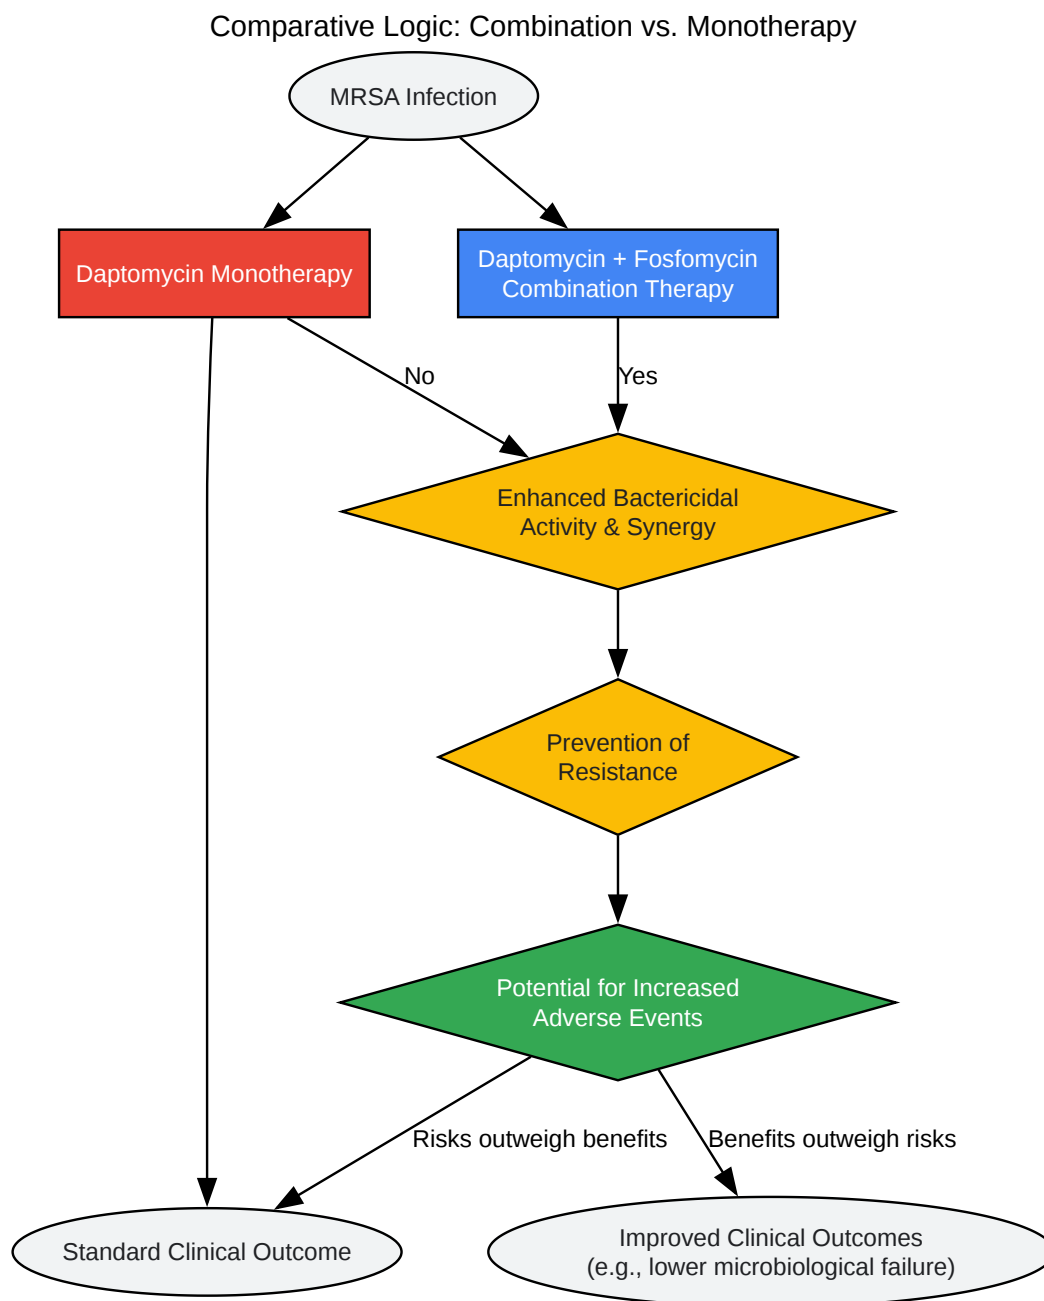 Comparative Logic: Combination vs. Monotherapy
MRSA Infection
Daptomycin Monotherapy
Daptomycin + Fosfomycin
Combination Therapy
No
Yes
Enhanced Bactericidal
Activity & Synergy
Prevention of
Resistance
Potential for Increased
Adverse Events
Risks outweigh benefits
Benefits outweigh risks
Standard Clinical Outcome
Improved Clinical Outcomes
(e.g., lower microbiological failure)